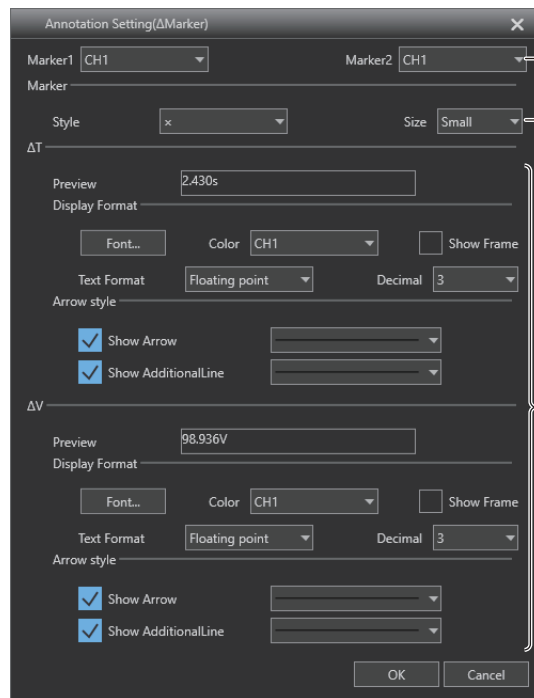 Annotation Setting(ΔMarker)
Marker1 CH1 Marker2 CH1
Marker
Style × Size Small
ΔT
Preview 2.430s
Display Format
Font... Color CH1 Show Frame
Text Format Floating point Decimal 3
Arrow style
Show Arrow
Show AdditionalLine
ΔV
Preview 98.936V
Display Format
Font... Color CH1 Show Frame
Text Format Floating point Decimal 3
Arrow style
Show Arrow
Show AdditionalLine
OK Cancel